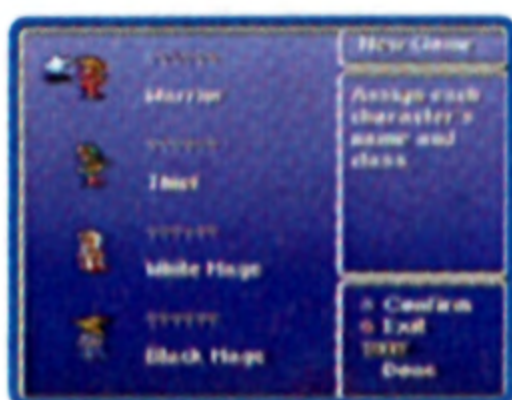 Warrior
Thief
White Mage
Black Mage
New Game
Assign each
character's
name and
class
Confirm
Exit
Done